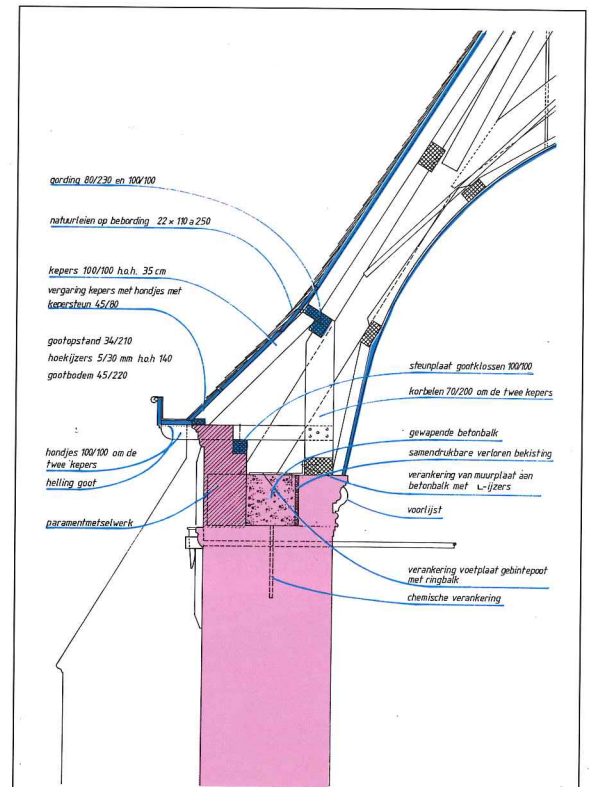 gording 80/230 en 100/100
natuurleien op bebording 22 x 110 a 250
kepers 100/100 h.o.h. 35 cm
vergaring kepers met hondjes met
kepersteun 45/80
gootopstand 34/210
hoekijzers 5/30 mm h.o.h 140
gootbodem 45/220
hondjes 100/100 om de
twee kepers
helling goot
paramentmetselwerk
steunplaat gootklossen 100/100
korbelen 70/200 om de twee kepers
gewapende betonbalk
samendrukbare verloren bekisting
verankering van muurplaat aan
betonbalk met L-ijzers
voorlijst
verankering voetplaat gebintepoot
met ringbalk
chemische verankering